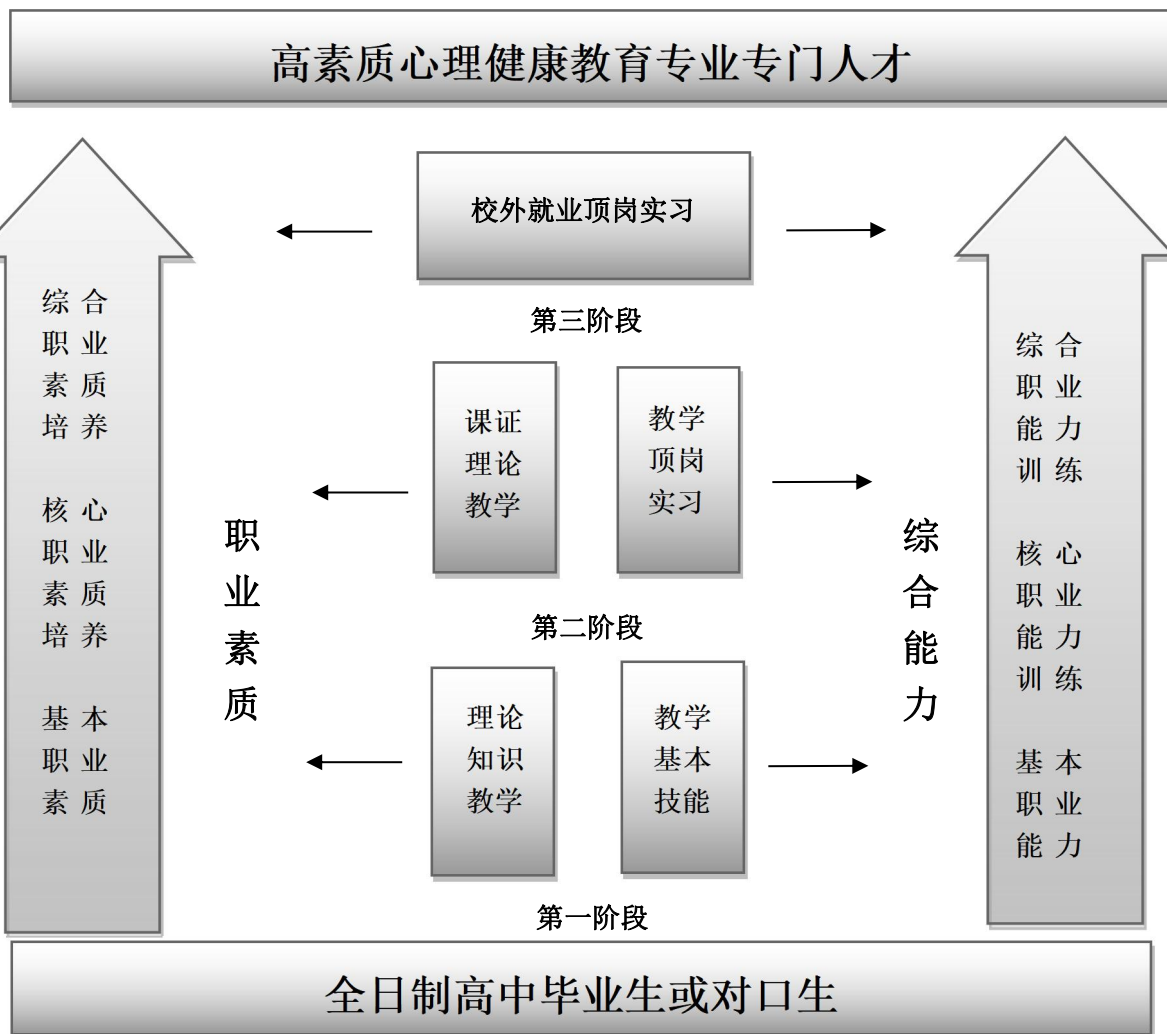 高素质心理健康教育专业专门人才
校外就业顶岗实习
第三阶段
综合
职业
素质
培养
核心
职业
素质
培养
基本
职业
素质
职
业
素
质
课证
理论
教学
教学
顶岗
实习
第二阶段
理论
知识
教学
教学
基本
技能
第一阶段
综
合
能
力
综合
职业
能力
训练
核心
职业
能力
训练
基本
职业
能力
全日制高中毕业生或对口生